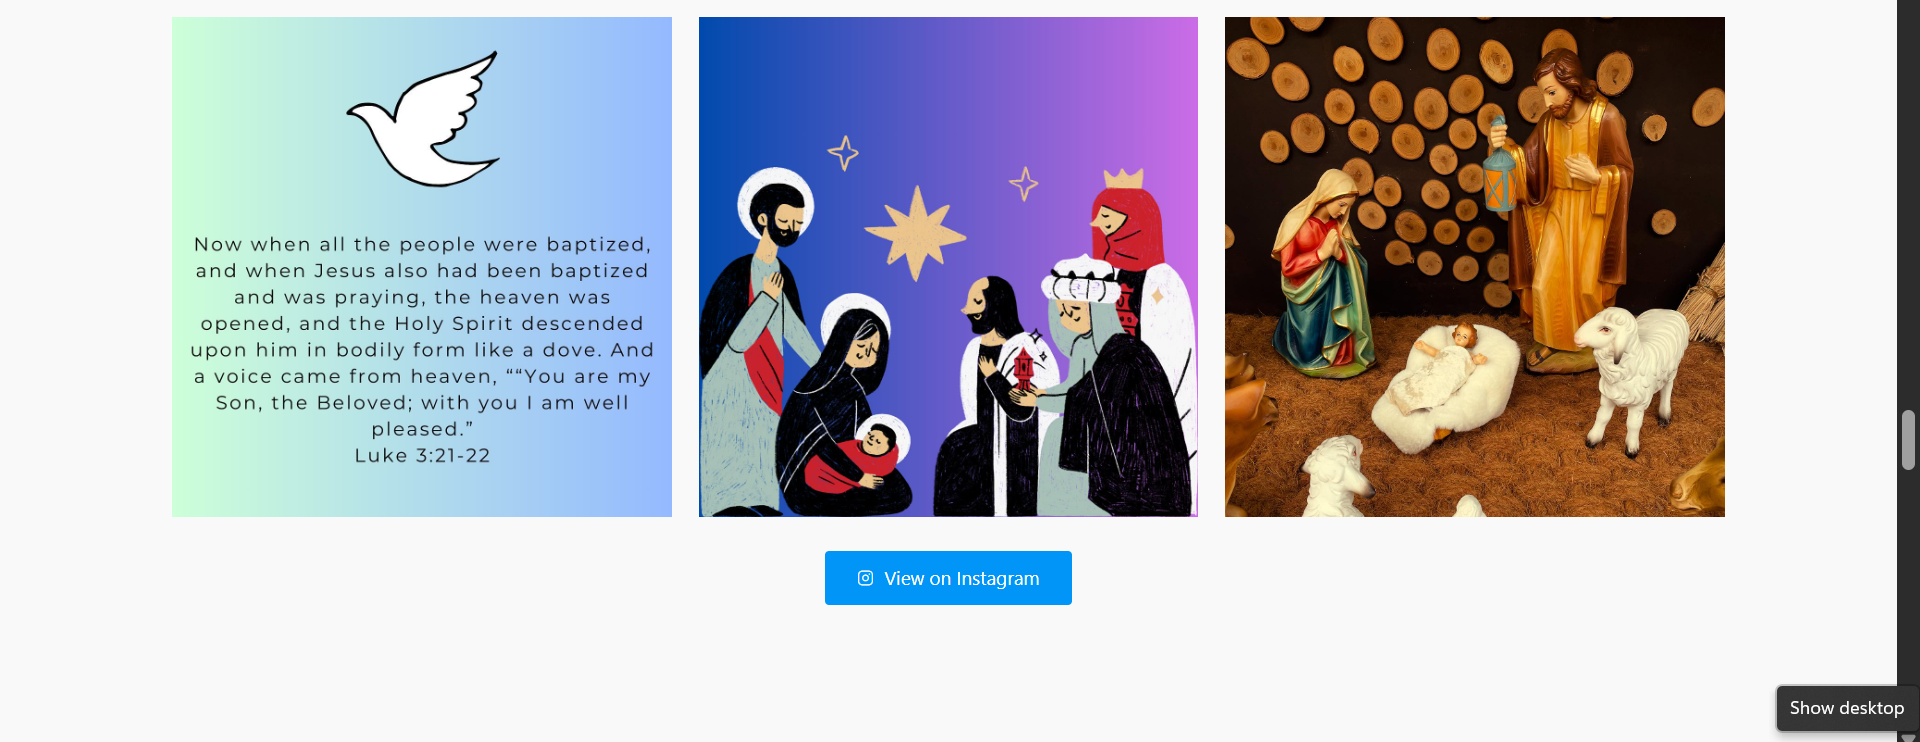 Now when all the people were baptized,
and when Jesus also had been baptized
and was praying, the heaven was
opened, and the Holy Spirit descended
upon him in bodily form like a dove. And
a voice came from heaven, ““You are my
Son, the Beloved; with you I am well
pleased.”
Luke 3:21-22
View on Instagram
Show desktop